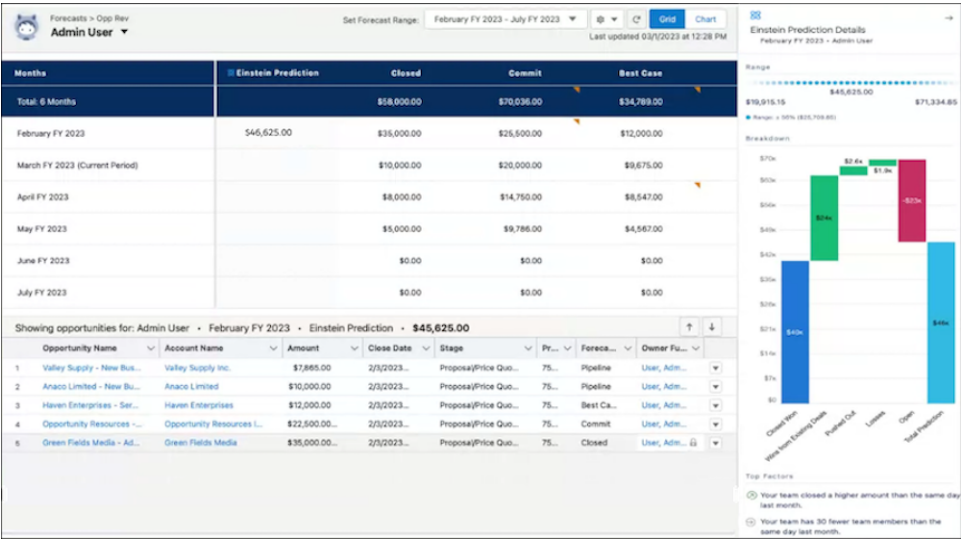 Forecasts > Opp Rev
Admin User
Set Forecast Range: February FY 2023 - July FY 2023
Grid Chart
Last updated 03/1/2023 at 12:28 PM
Months Einstein Prediction Closed Commit Best Case
Total: 6 Months $58,000.00 $70,036.00 $34,789.00
February FY 2023 $46,625.00 $35,000.00 $25,500.00 $12,000.00
March FY 2023 (Current Period) $10,000.00 $20,000.00 $9,675.00
April FY 2023 $8,000.00 $14,750.00 $8,547.00
May FY 2023 $5,000.00 $9,786.00 $4,567.00
June FY 2023 $0.00 $0.00 $0.00
July FY 2023 $0.00 $0.00 $0.00
Showing opportunities for: Admin User • February FY 2023 • Einstein Prediction • $45,625.00
Opportunity Name Account Name Amount Close Date Stage Pr... Foreca... Owner Fu...
1 Valley Supply - New Bus... Valley Supply Inc. $7,865.00 2/3/2023... Proposal/Price Quo... 75... Pipeline User, Adm...
2 Anaco Limited - New Bu... Anaco Limited $10,000.00 2/3/2023... Proposal/Price Quo... 75... Pipeline User, Adm...
3 Haven Enterprises - Ser... Haven Enterprises $12,000.00 2/3/2023... Proposal/Price Quo... 75... Best Ca... User, Adm...
4 Opportunity Resources -... Opportunity Resources I... $22,500.00... 2/3/2023... Proposal/Price Quo... 75... Commit User, Adm...
5 Green Fields Media - Ad... Green Fields Media $35,000.00... 2/3/2023... Proposal/Price Quo... 75... Closed User, Adm...
Einstein Prediction Details
February FY 2023 - Admin User
Range
$45,625.00
$19,915.15 $71,334.85
Range: ± 56% ($25,709.85)
Breakdown
$70K
$63K
$56K
$49K
$42K
$35K
$28K
$21K
$14K
$7K
$0
$40K
$24K
$2.6K
$1.9K
-$23K
$46K
Closed Won
Wins from Existing Deals
Pushed Out
Losses
Open
Total Prediction
Top Factors
Your team closed a higher amount than the same day
last month.
Your team has 30 fewer team members than the
same day last month.